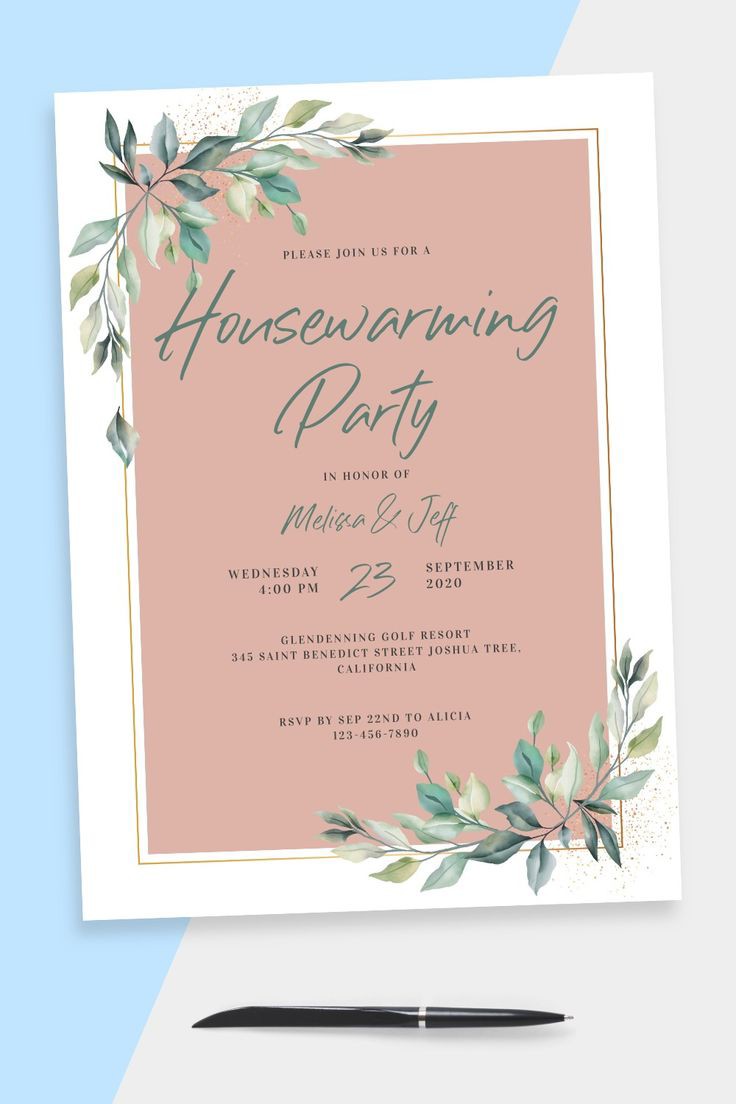 PLEASE JOIN US FOR A
Housewarming
Party
IN HONOR OF
Melissa & Jeff
WEDNESDAY
4:00 PM
23
SEPTEMBER
2020
GLENDENNING GOLF RESORT
345 SAINT BENEDICT STREET JOSHUA TREE,
CALIFORNIA
RSVP BY SEP 22ND TO ALICIA
123-456-7890